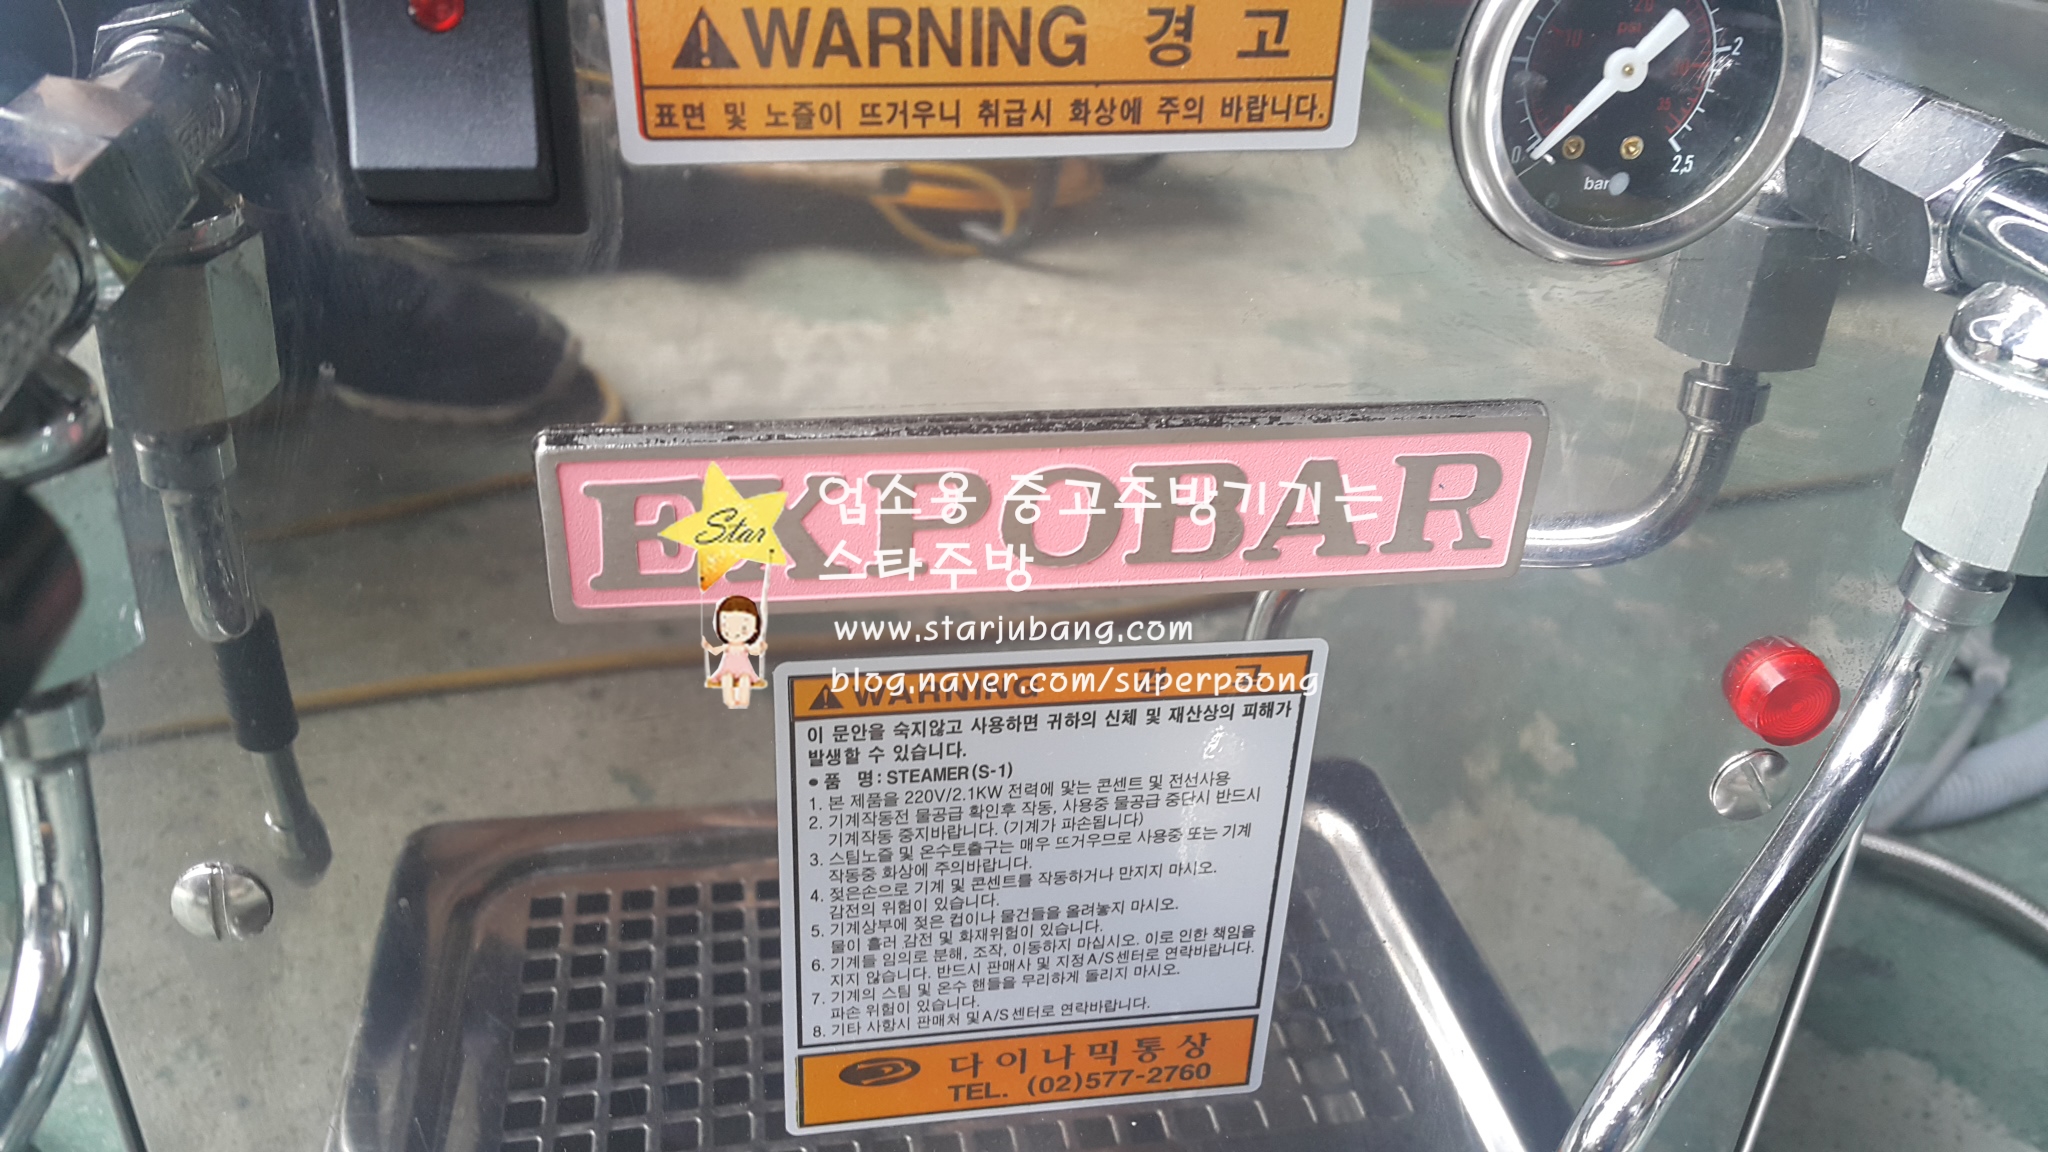 WARNING 경 고
표면 및 노즐이 뜨거우니 취급시 화상에 주의 바랍니다.
psi
2
0
2,5
bar
EXPOBAR
Star
업소용 중고주방기기는
스타주방
www.starjubang.com
blog.naver.com/superpoong
WARNING 경 고
이 문안을 숙지않고 사용하면 귀하의 신체 및 재산상의 피해가
발생할 수 있습니다.
● 품 명 : STEAMER (S-1)
1. 본 제품을 220V/2.1KW 전력에 맞는 콘센트 및 전선사용
2. 기계작동전 물공급 확인후 작동, 사용중 물공급 중단시 반드시
기계작동 중지바랍니다. (기계가 파손됩니다)
3. 스팀노즐 및 온수토출구는 매우 뜨거우므로 사용중 또는 기계
작동중 화상에 주의바랍니다.
4. 젖은손으로 기계 및 콘센트를 작동하거나 만지지 마시오.
감전의 위험이 있습니다.
5. 기계상부에 젖은 컵이나 물건들을 올려놓지 마시오.
물이 흘러 감전 및 화재위험이 있습니다.
6. 기계를 임의로 분해, 조작, 이동하지 마십시오. 이로 인한 책임을
지지 않습니다. 반드시 판매사 및 지정 A/S센터로 연락바랍니다.
7. 기계의 스팀 및 온수 핸들을 무리하게 돌리지 마시오.
파손 위험이 있습니다.
8. 기타 사항시 판매처 및 A/S 센터로 연락바랍니다.
다이나믹통상
TEL. (02)577-2760